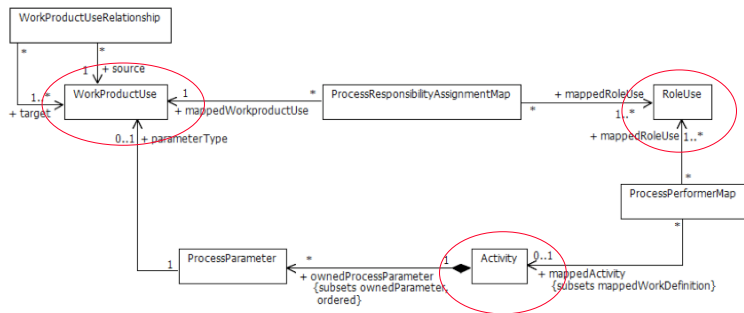 WorkProductUseRelationship
* *
1 + source
1..*
+ target
WorkProductUse
1 *
+ mappedWorkproductUse
ProcessResponsibilityAssignmentMap
*
+ mappedRoleUse
1..*
RoleUse
+ mappedRoleUse 1..*
0..1 + parameterType
*
ProcessPerformerMap
*
ProcessParameter
1
*
+ ownedProcessParameter
{subsets ownedParameter,
ordered}
1
Activity
0..1
+ mappedActivity
{subsets mappedWorkDefinition}